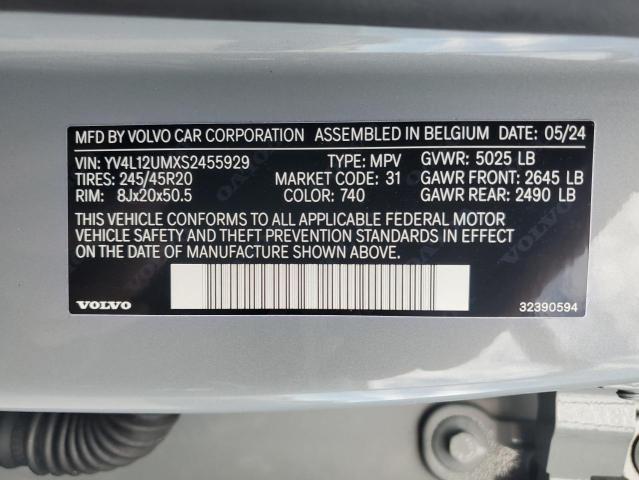 MFD BY VOLVO CAR CORPORATION ASSEMBLED IN BELGIUM DATE: 05/24
VIN: YV4L12UMXS2455929 TYPE: MPV GVWR: 5025 LB
TIRES: 245/45R20 MARKET CODE: 31 GAWR FRONT: 2645 LB
RIM: 8Jx20x50.5 COLOR: 740 GAWR REAR: 2490 LB
THIS VEHICLE CONFORMS TO ALL APPLICABLE FEDERAL MOTOR
VEHICLE SAFETY AND THEFT PREVENTION STANDARDS IN EFFECT
ON THE DATE OF MANUFACTURE SHOWN ABOVE.
VOLVO 32390594